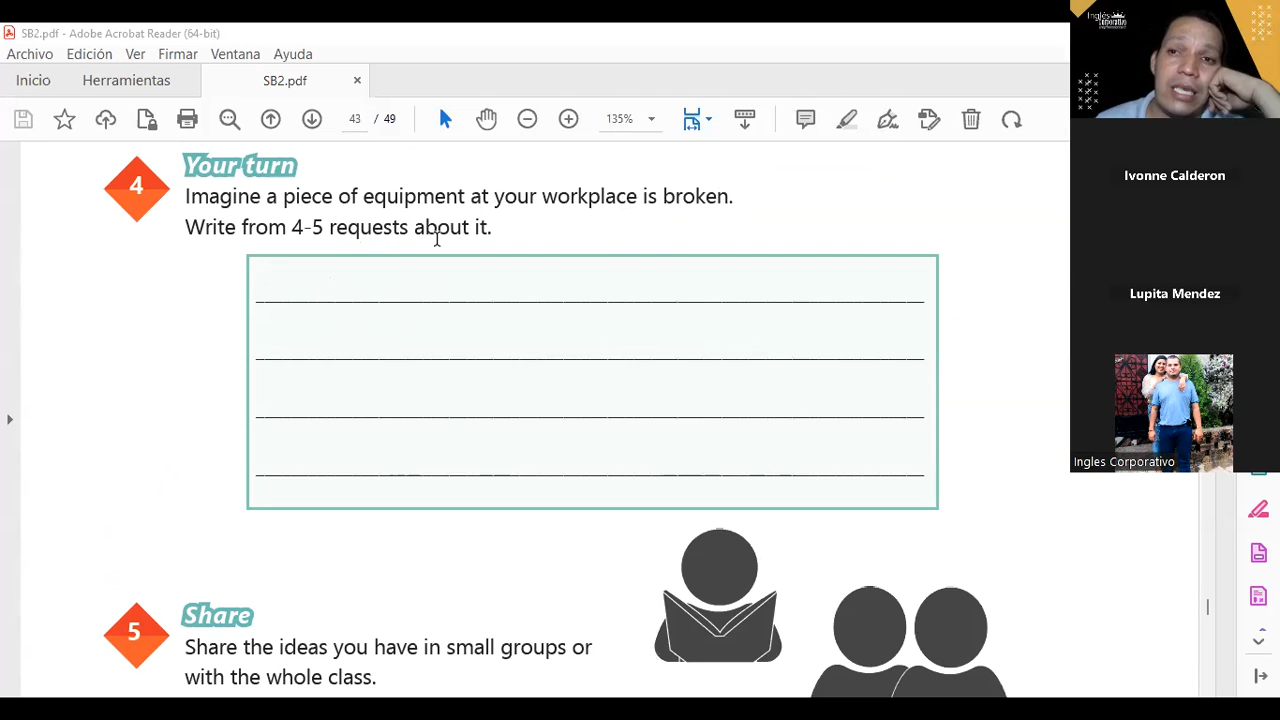 SB2.pdf - Adobe Acrobat Reader (64-bit)
Archivo Edición Ver Firmar Ventana Ayuda
Inicio Herramientas SB2.pdf ×
43 / 49 135%
4 Your turn
Imagine a piece of equipment at your workplace is broken.
Write from 4-5 requests about it.
5 Share
Share the ideas you have in small groups or
with the whole class.
Inglés
Corporativo
Ivonne Calderon
Lupita Mendez
Ingles Corporativo